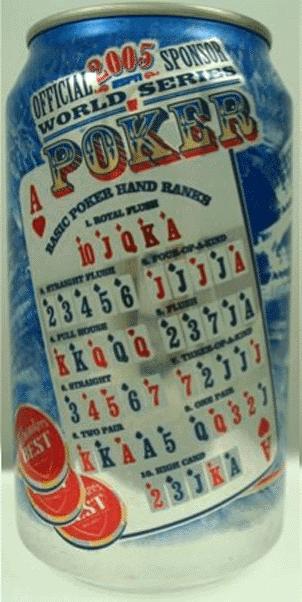 OFFICIAL 2005 SPONSOR
WORLD SERIES
POKER
BASIC POKER HAND RANKS
A
1. ROYAL FLUSH
10 J Q K A
2. STRAIGHT FLUSH
2 3 4 5 6
3. FOUR-OF-A-KIND
J J J J A
4. FULL HOUSE
K K Q Q Q
5. FLUSH
2 3 7 J A
6. STRAIGHT
3 4 5 6 7
7. THREE-OF-A-KIND
7 2 J J J
8. TWO PAIR
K K A A 5
9. ONE PAIR
Q Q 3 2 J
10. HIGH CARD
2 3 J K A
A
BEST